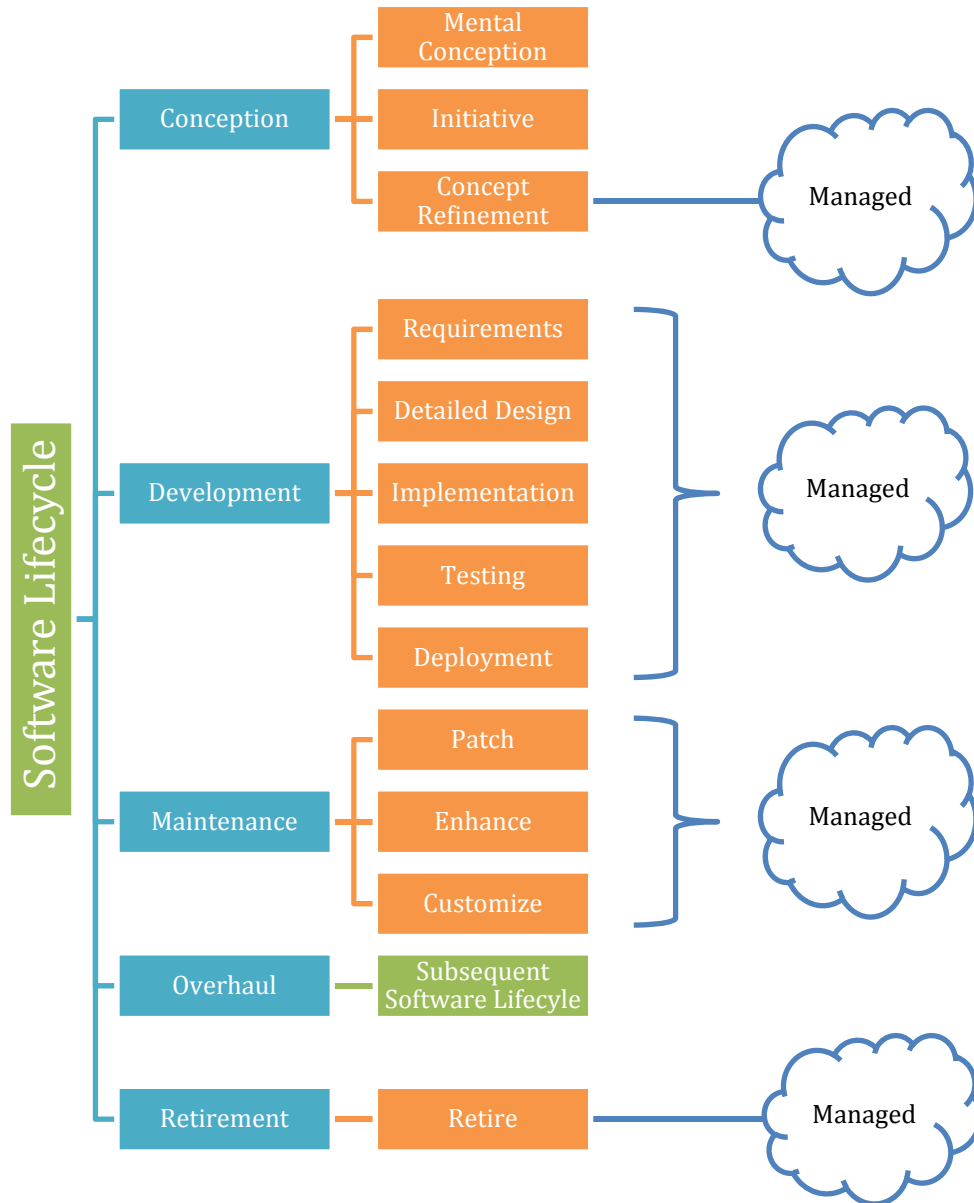 Software Lifecycle
Conception
Mental
Conception
Initiative
Concept
Refinement
Managed
Development
Requirements
Detailed Design
Implementation
Testing
Deployment
Managed
Maintenance
Patch
Enhance
Customize
Managed
Overhaul
Subsequent
Software Lifecyle
Retirement
Retire
Managed